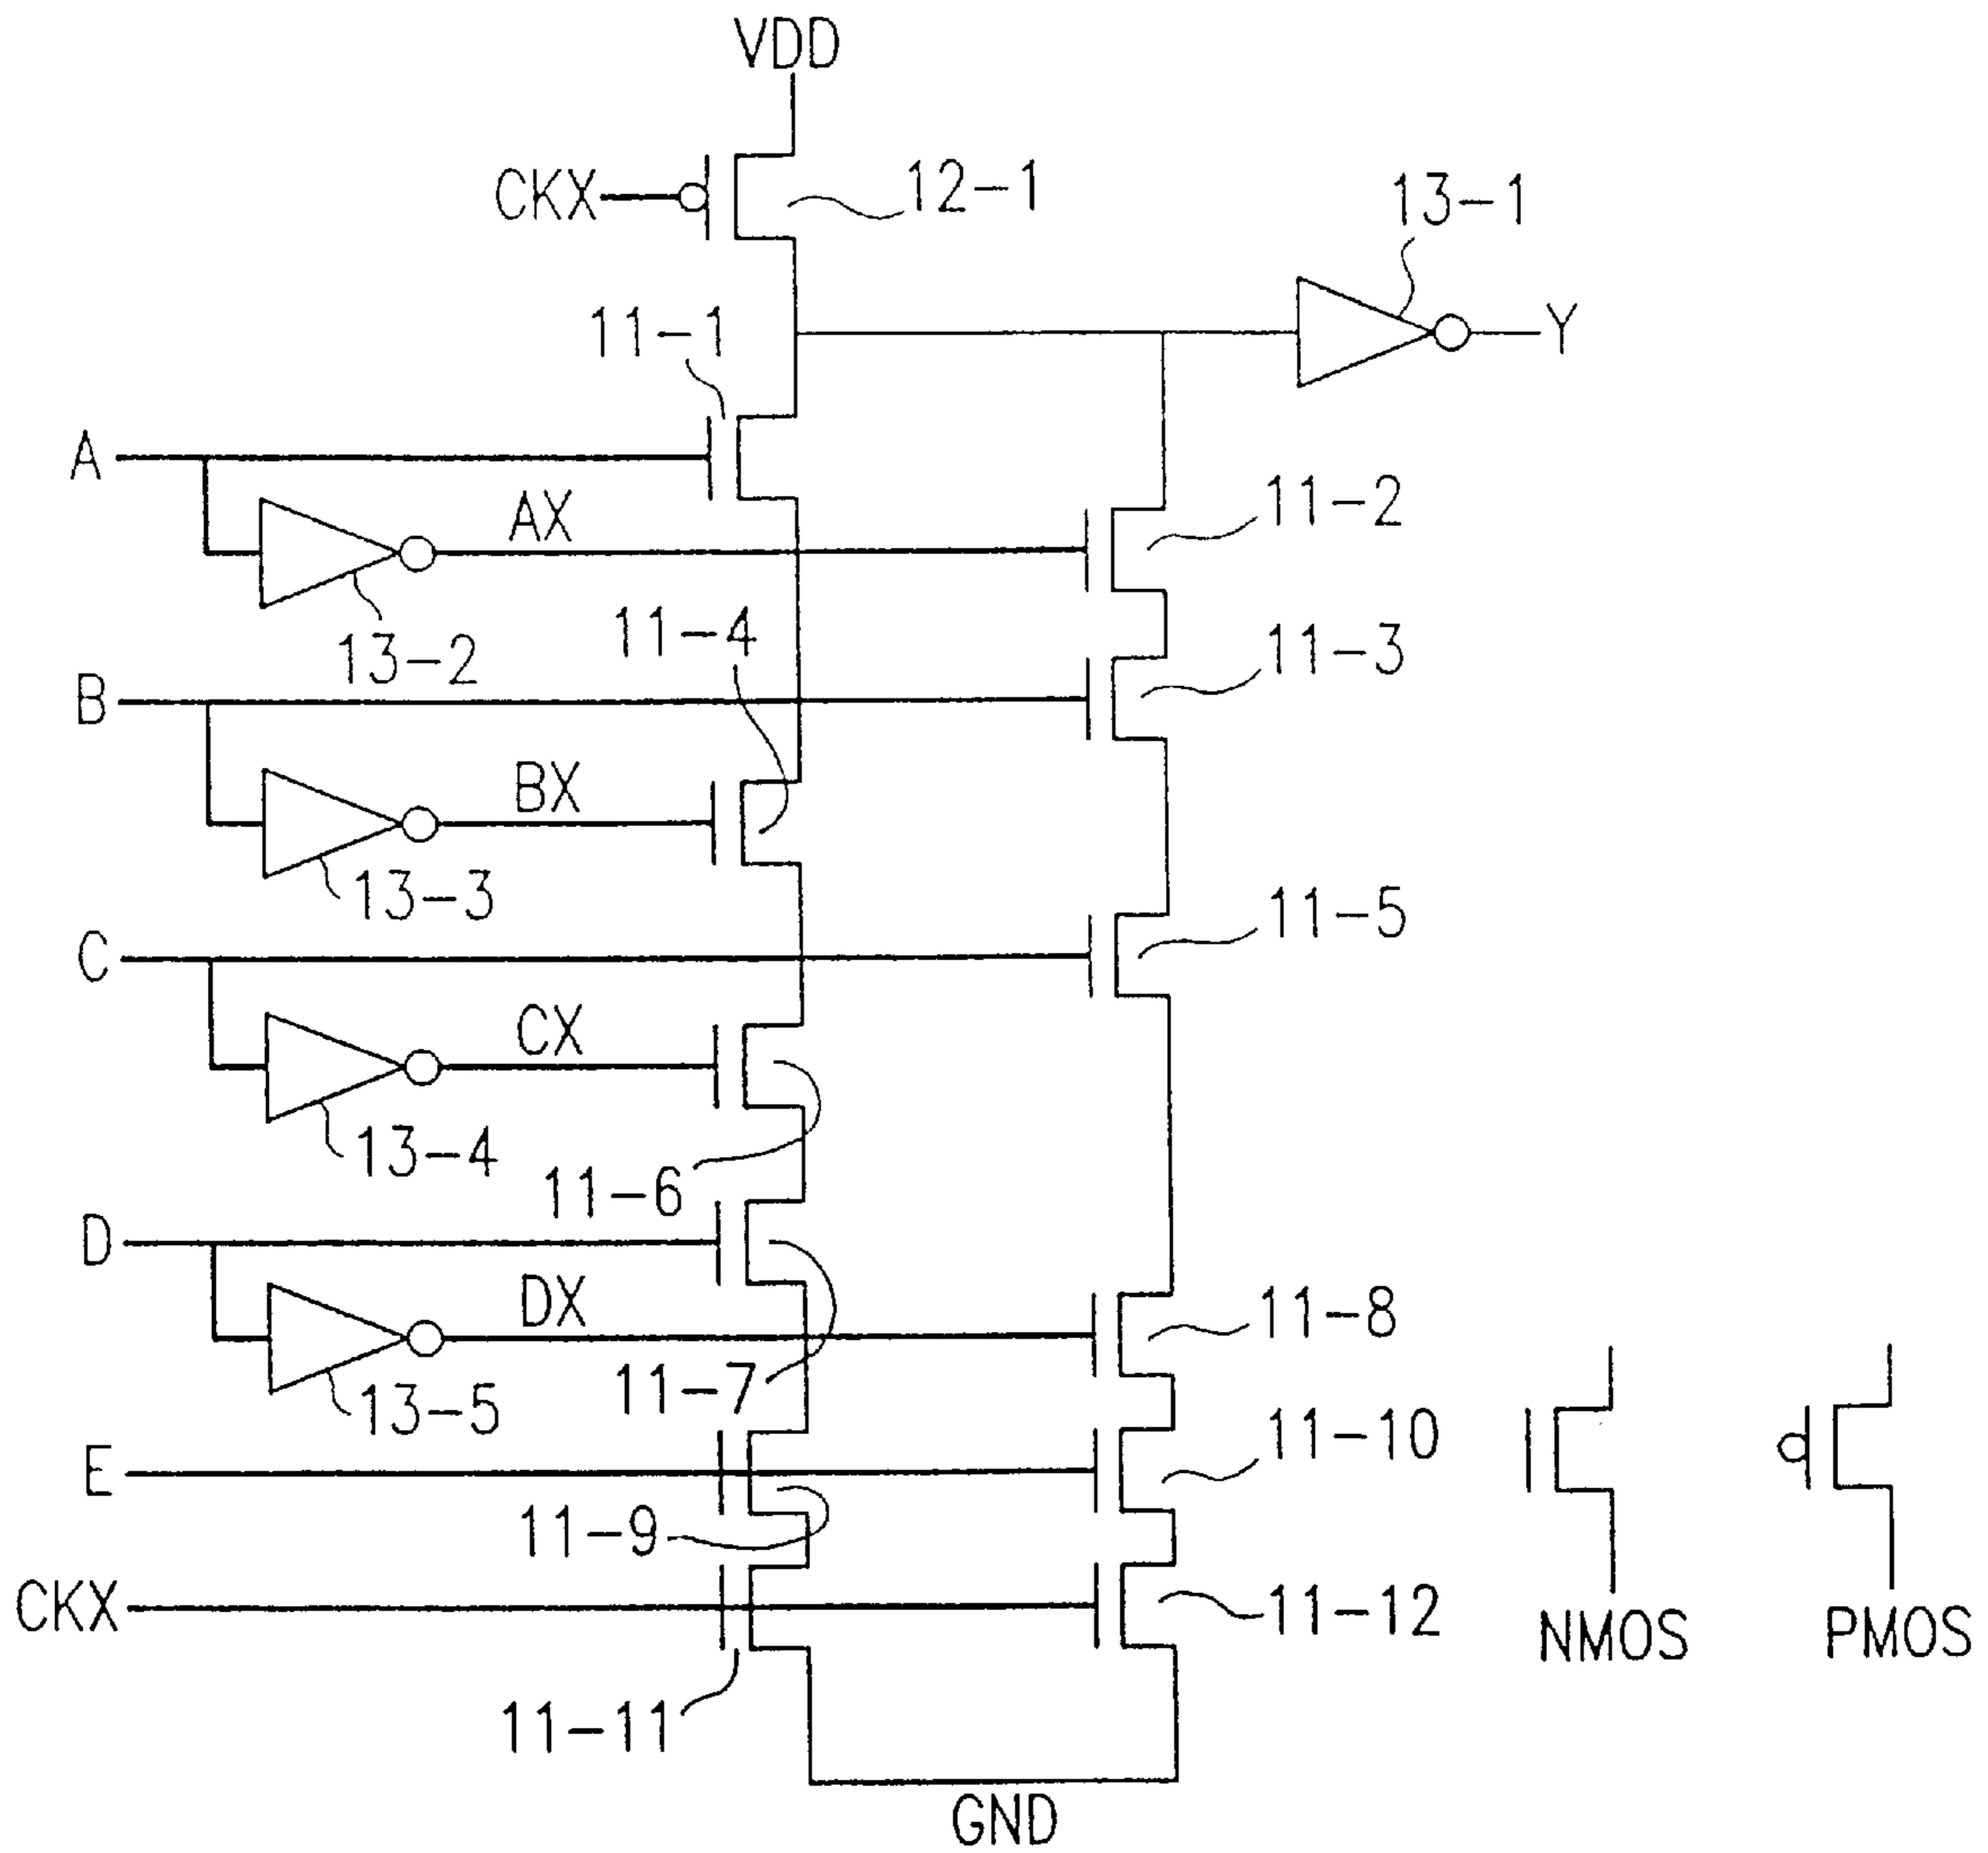 VDD
CKX
12-1
13-1
11-1
Y
A
AX
11-2
13-2
11-4
11-3
B
BX
13-3
11-5
C
CX
13-4
11-6
D
DX
11-8
11-7
13-5
11-10
E
11-9
CKX
11-12
NMOS
PMOS
11-11
GND